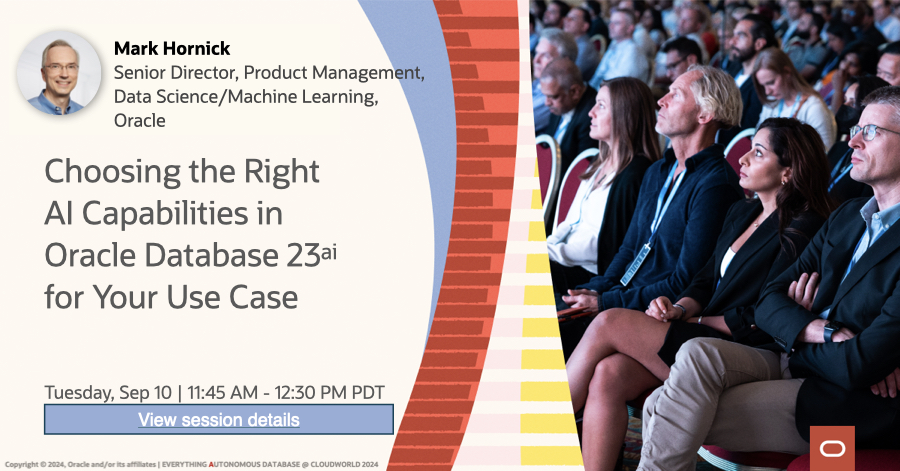 Mark Hornick
Senior Director, Product Management,
Data Science/Machine Learning,
Oracle
Choosing the Right
AI Capabilities in
Oracle Database 23ai
for Your Use Case
Tuesday, Sep 10 | 11:45 AM - 12:30 PM PDT
View session details
Copyright © 2024, Oracle and/or its affiliates | EVERYTHING AUTONOMOUS DATABASE @ CLOUDWORLD 2024